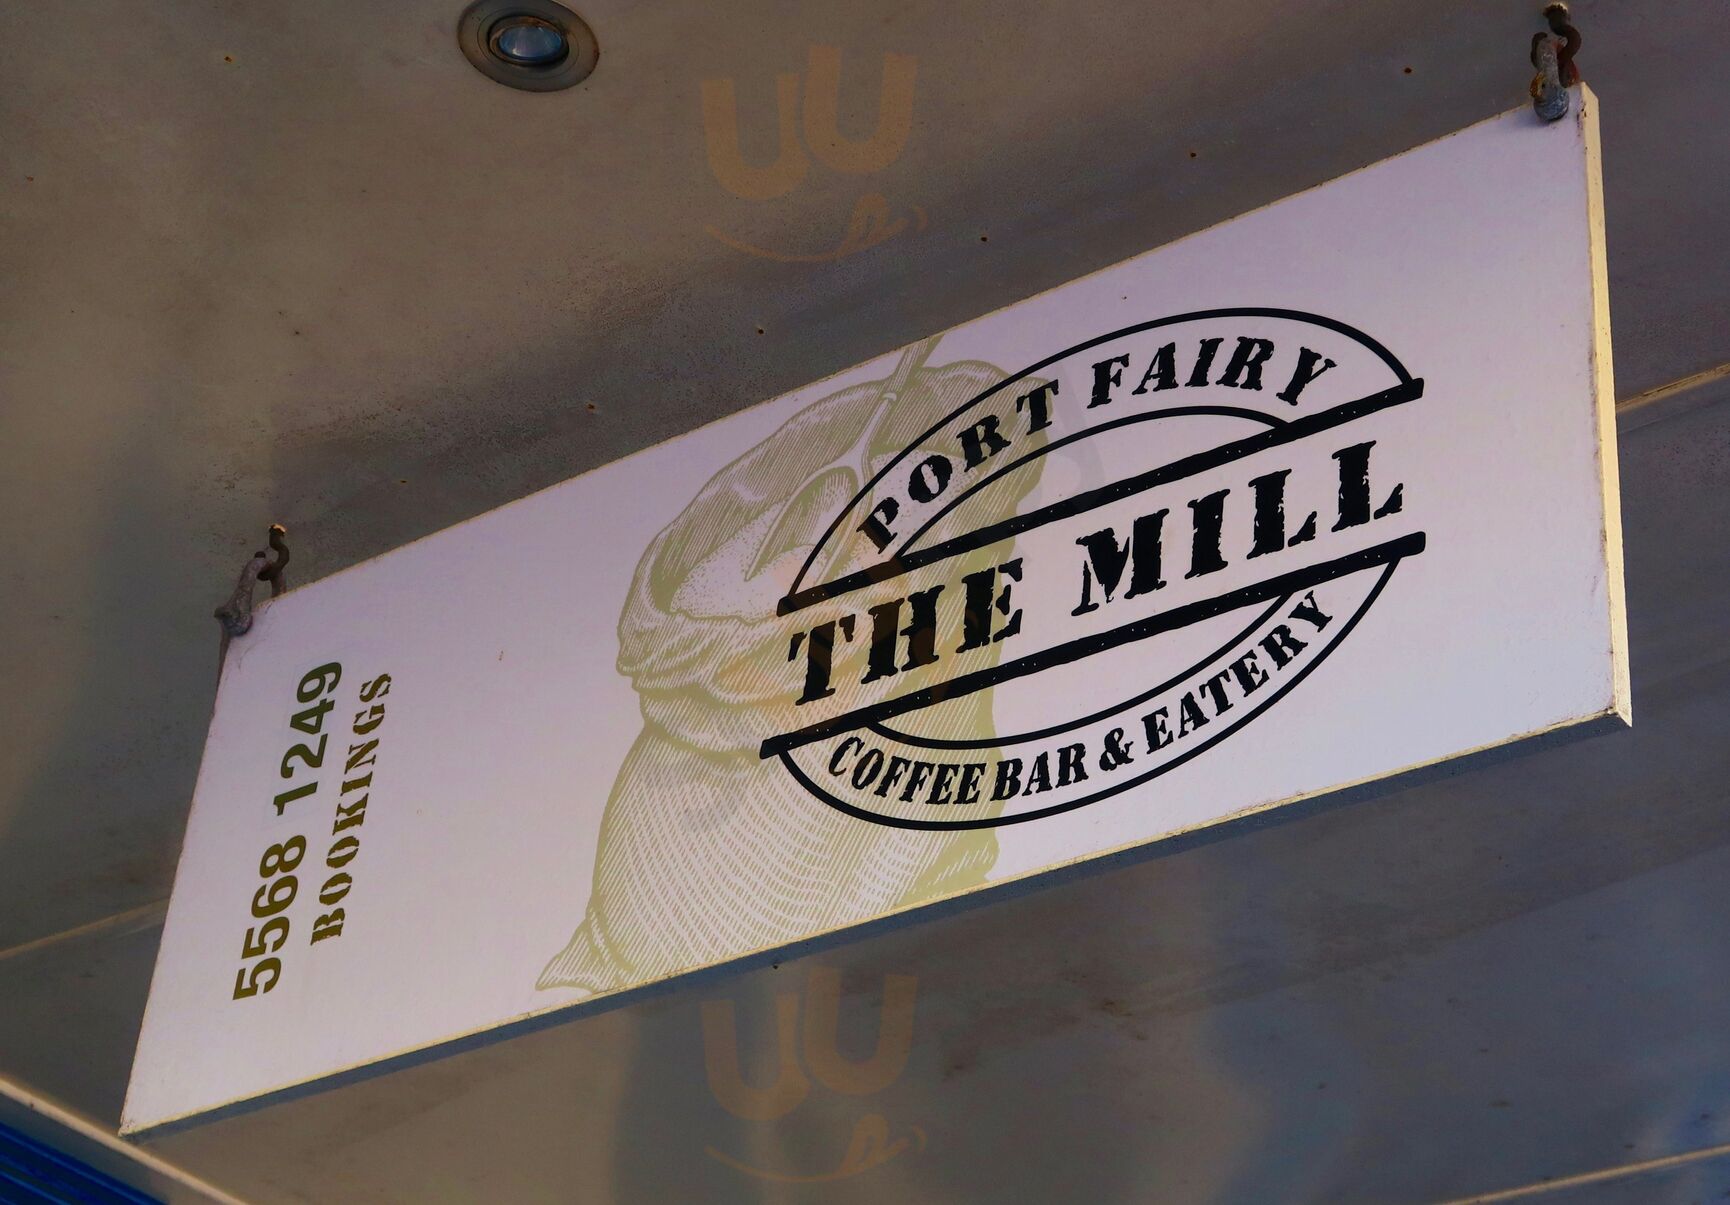 PORT FAIRY
THE MILL
COFFEE BAR & EATERY
5568 1249
BOOKINGS